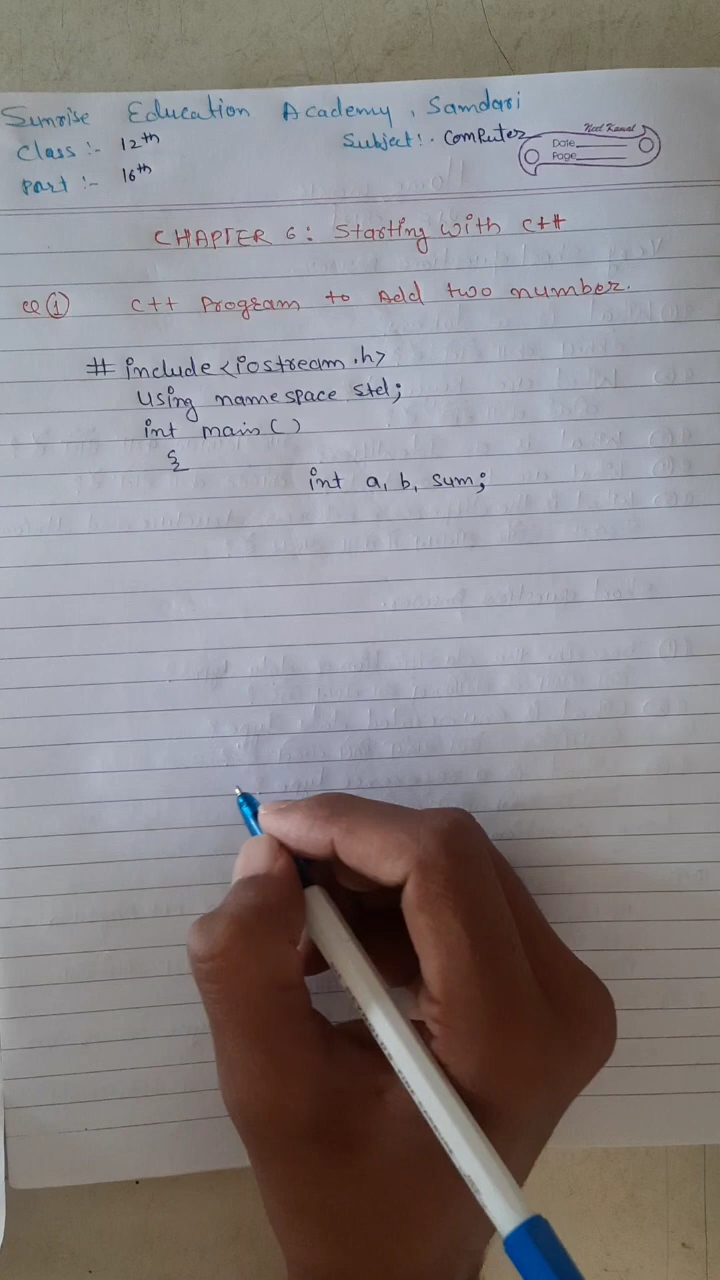 Sunrise Education Academy, Samdari
Class :- 12th Subject :- Computer
Part :- 16th
Neel Kamal
Date
Page
CHAPTER 6: Starting with C++
① C++ Program to Add two number.
# include <iostream.h>
using namespace std;
int main ( )
{
int a, b, sum;